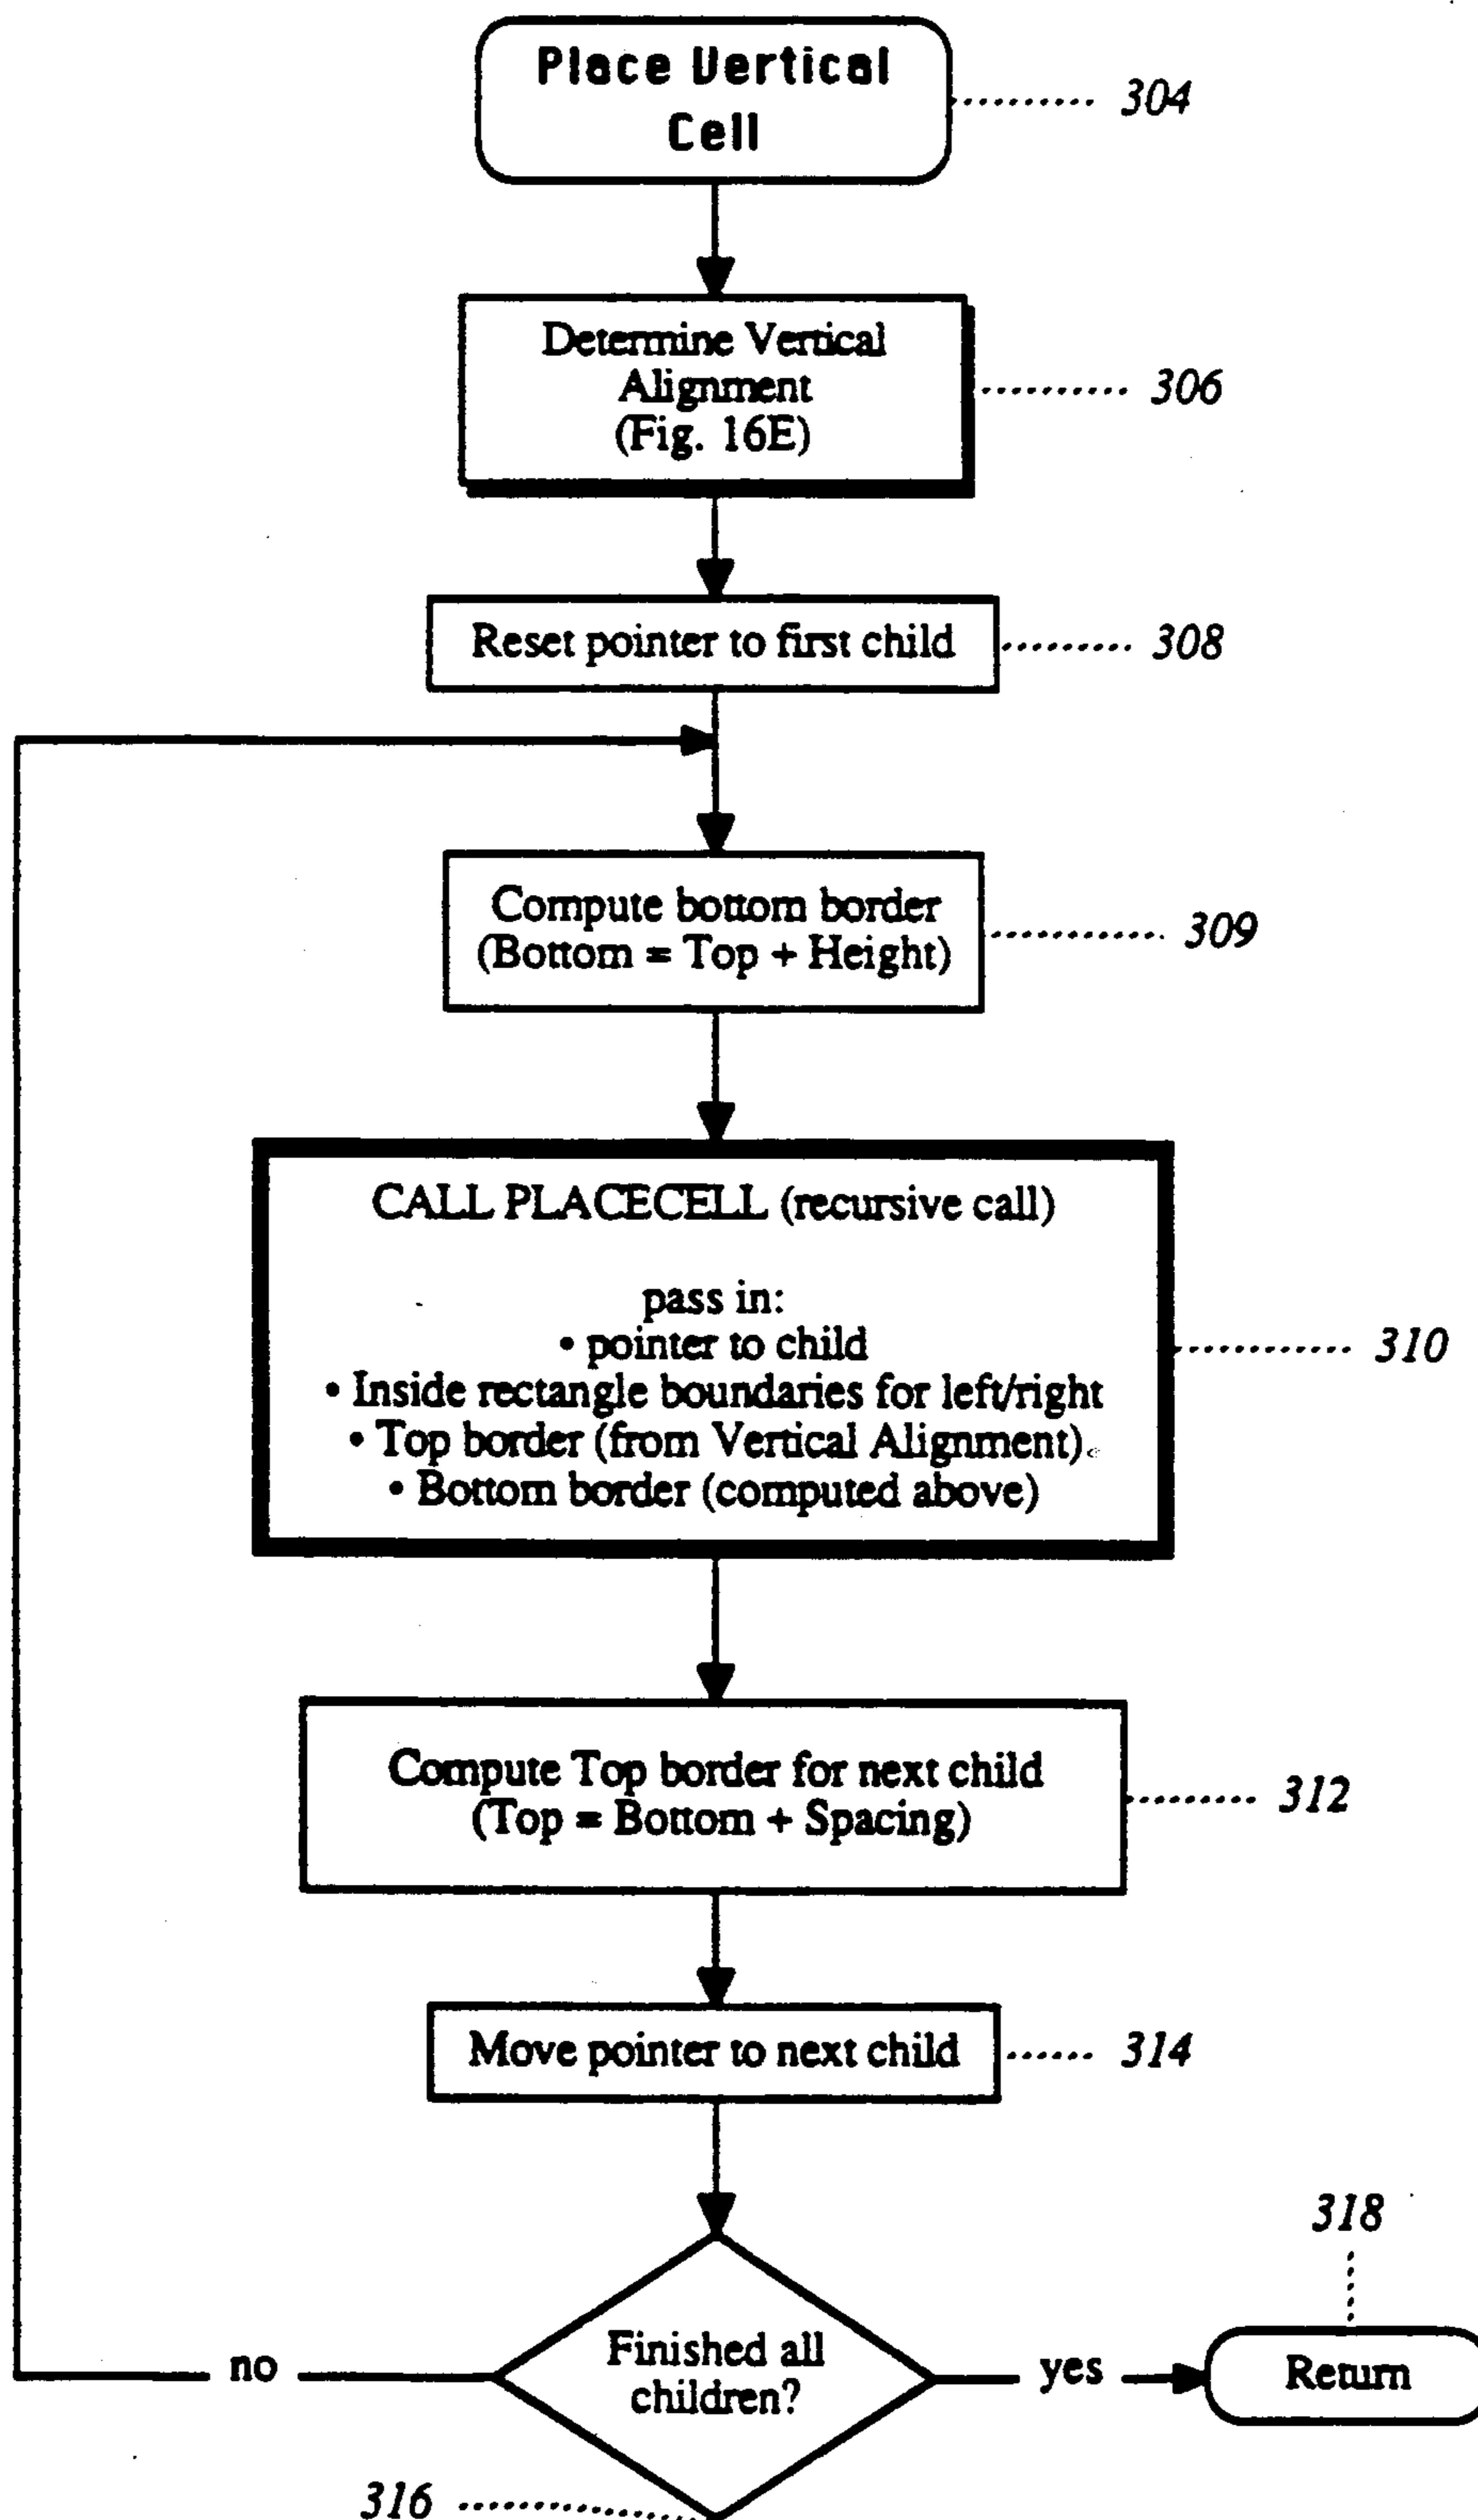 Place Vertical
Cell
304
Determine Vertical
Alignment
(Fig. 16E)
306
Reset pointer to first child
308
Compute bottom border
(Bottom = Top + Height)
309
CALL PLACECELL (recursive call)
pass in:
• pointer to child
• Inside rectangle boundaries for left/right
• Top border (from Vertical Alignment)
• Bottom border (computed above)
310
Compute Top border for next child
(Top = Bottom + Spacing)
312
Move pointer to next child
314
318
Finished all
children?
no
yes
Return
316